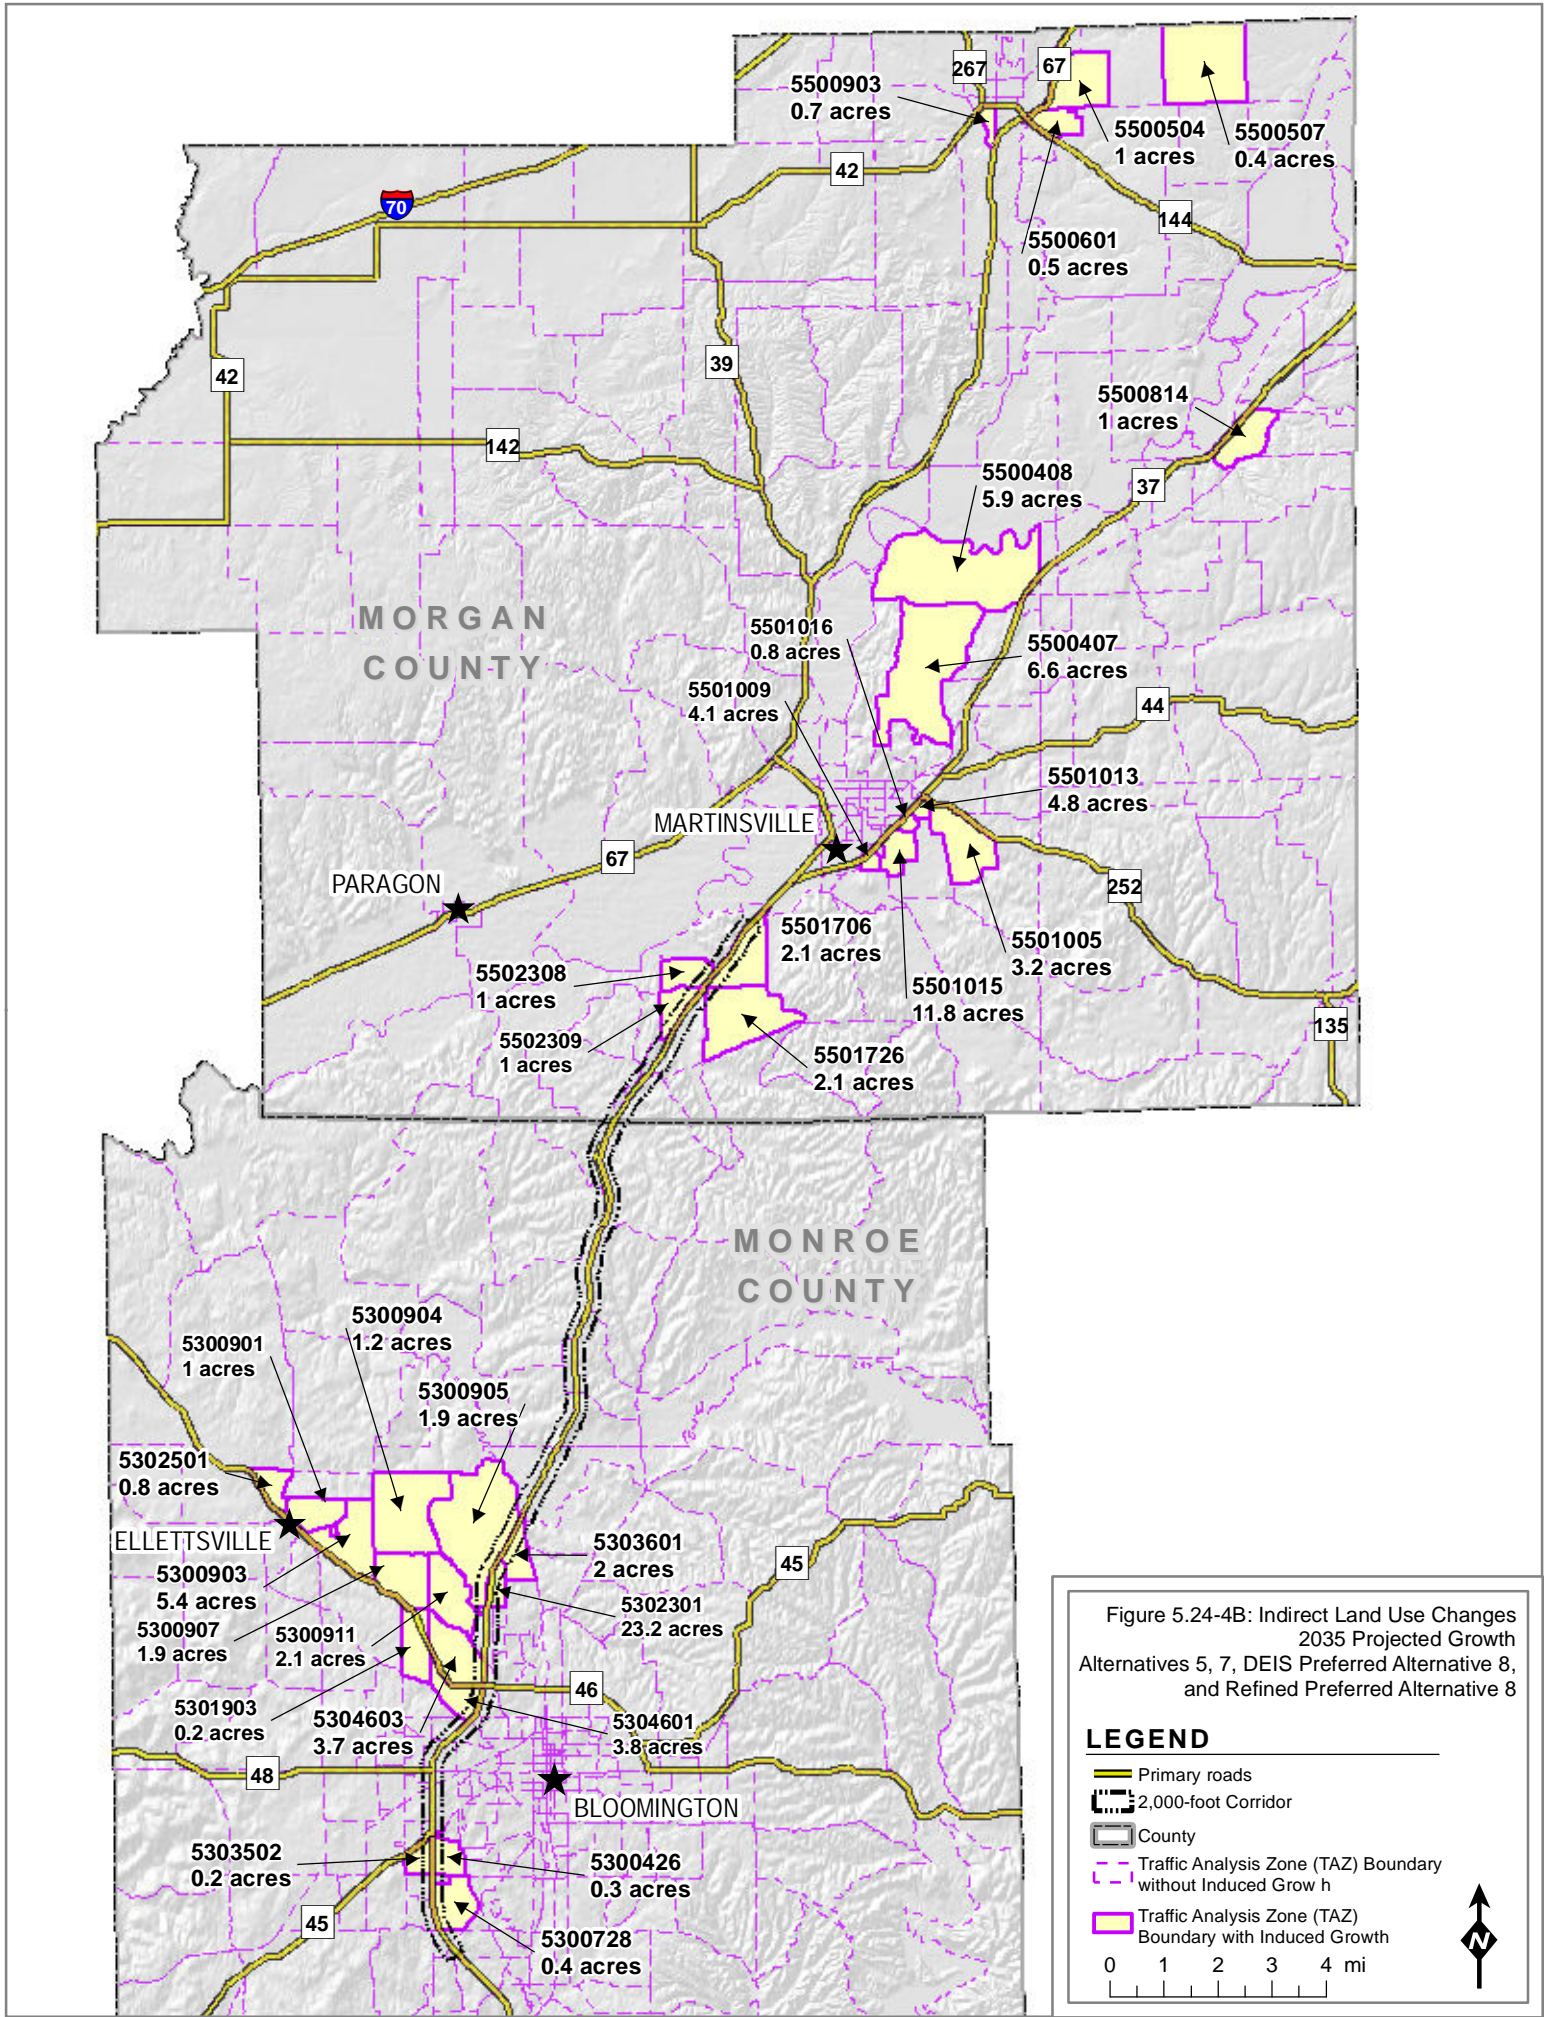 267
67
5500903
0.7 acres
5500504
1 acres
5500507
0.4 acres
42
70
144
5500601
0.5 acres
39
42
5500814
1 acres
142
5500408
5.9 acres
37
MORGAN
COUNTY
5501016
0.8 acres
5500407
6.6 acres
5501009
4.1 acres
44
5501013
4.8 acres
MARTINSVILLE
67
PARAGON
252
5501706
2.1 acres
5501005
3.2 acres
5502308
1 acres
5501015
11.8 acres
135
5502309
1 acres
5501726
2.1 acres
MONROE
COUNTY
5300904
1.2 acres
5300901
1 acres
5300905
1.9 acres
5302501
0.8 acres
ELLETTSVILLE
5303601
2 acres
45
5300903
5.4 acres
5302301
23.2 acres
5300907
1.9 acres
5300911
2.1 acres
46
5301903
0.2 acres
5304603
3.7 acres
5304601
3.8 acres
48
BLOOMINGTON
5303502
0.2 acres
5300426
0.3 acres
45
5300728
0.4 acres
Figure 5.24-4B: Indirect Land Use Changes
2035 Projected Growth
Alternatives 5, 7, DEIS Preferred Alternative 8,
and Refined Preferred Alternative 8
LEGEND
Primary roads
2,000-foot Corridor
County
Traffic Analysis Zone (TAZ) Boundary
without Induced Grow h
Traffic Analysis Zone (TAZ)
Boundary with Induced Growth
0 1 2 3 4 mi
N